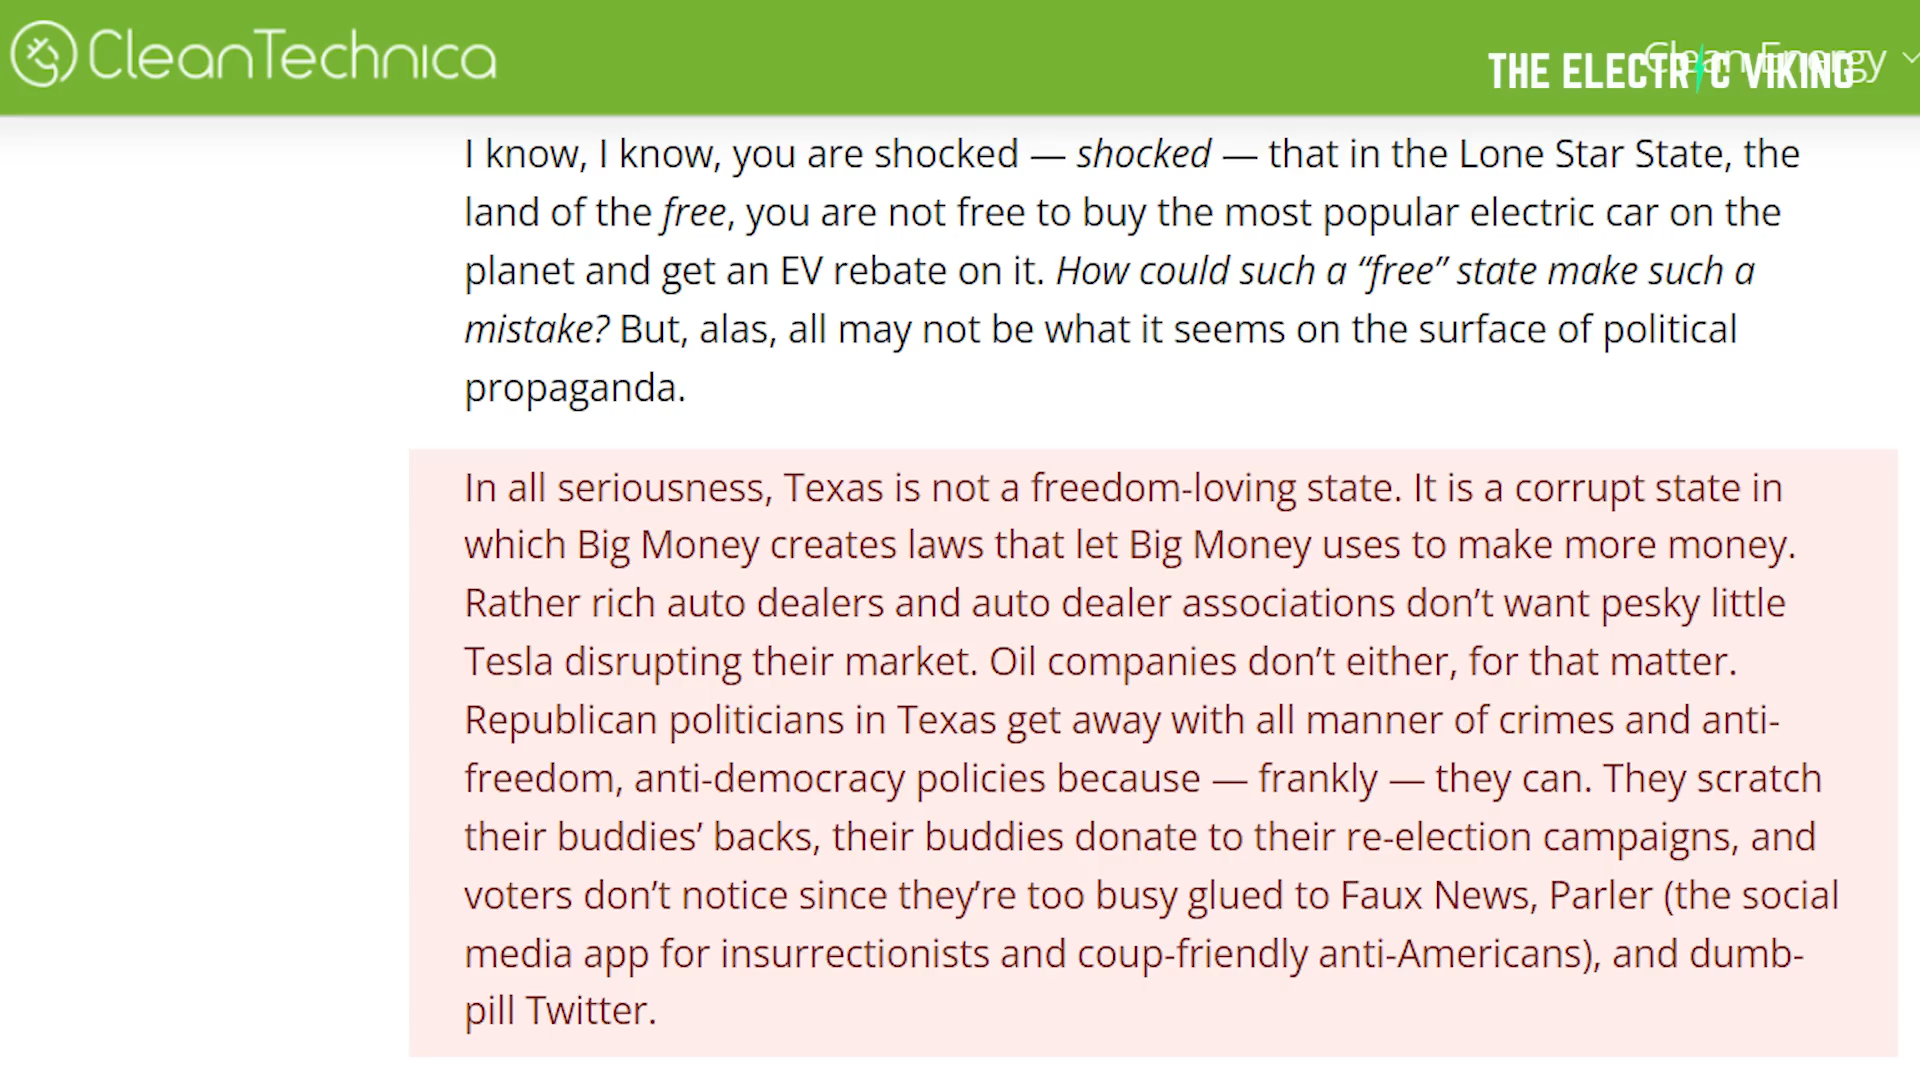 CleanTechnica
Clean Energy
THE ELECTRIC VIKING
I know, I know, you are shocked — shocked — that in the Lone Star State, the
land of the free, you are not free to buy the most popular electric car on the
planet and get an EV rebate on it. How could such a “free” state make such a
mistake? But, alas, all may not be what it seems on the surface of political
propaganda.
In all seriousness, Texas is not a freedom-loving state. It is a corrupt state in
which Big Money creates laws that let Big Money uses to make more money.
Rather rich auto dealers and auto dealer associations don’t want pesky little
Tesla disrupting their market. Oil companies don’t either, for that matter.
Republican politicians in Texas get away with all manner of crimes and anti-
freedom, anti-democracy policies because — frankly — they can. They scratch
their buddies’ backs, their buddies donate to their re-election campaigns, and
voters don’t notice since they’re too busy glued to Faux News, Parler (the social
media app for insurrectionists and coup-friendly anti-Americans), and dumb-
pill Twitter.